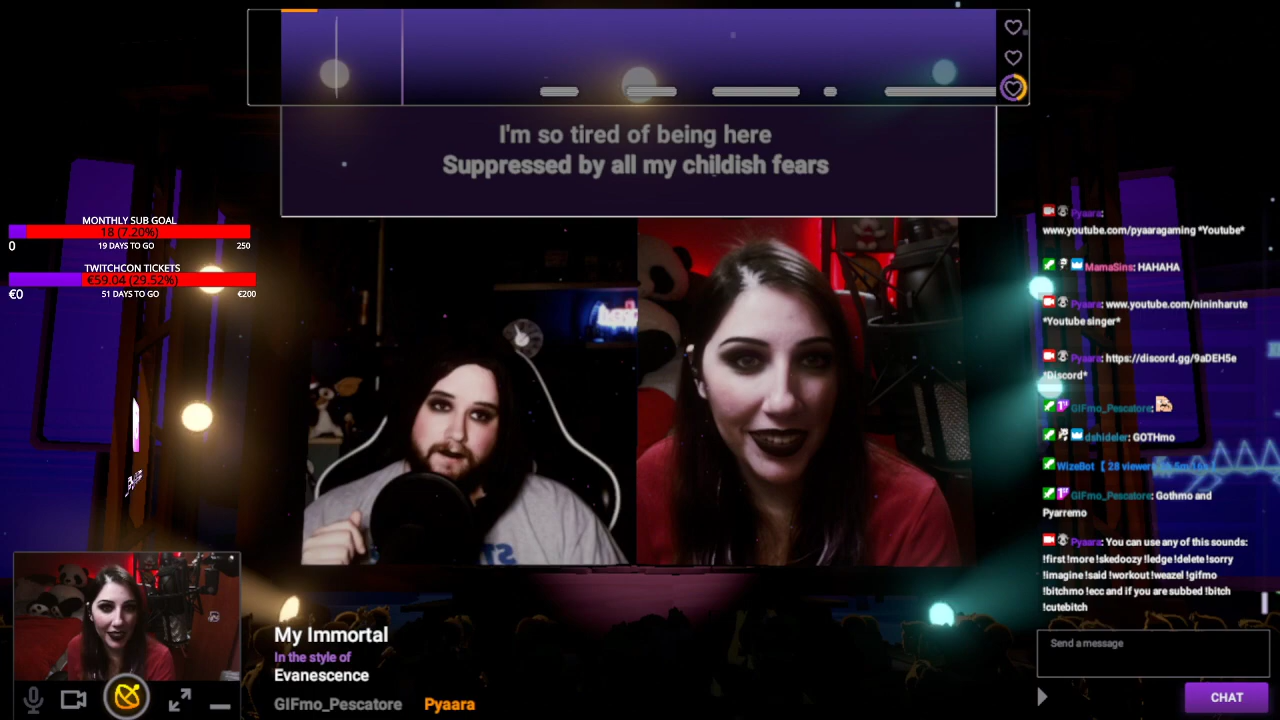 I'm so tired of being here
Suppressed by all my childish fears
MONTHLY SUB GOAL
18 (7.20%)
0
19 DAYS TO GO
250
TWITCHCON TICKETS
€59.04 (29.52%)
€0
51 DAYS TO GO
€200
Pyaara:
www.youtube.com/pyaaragaming *Youtube*
MamaSins: HAHAHA
Pyaara: www.youtube.com/nininharute
*Youtube singer*
Pyaara: https://discord.gg/9aDEH5e
*Discord*
GIFmo_Pescatore:
dshideler: GOTHmo
WizeBot 【 28 viewers
GIFmo_Pescatore: Gothmo and
Pyarremo
Pyaara: You can use any of this sounds:
!first !more !skedoozy !ledge !delete !sorry
!imagine !said !workout !weazel !gifmo
!bitchmo !ecc and if you are subbed !bitch
!cutebitch
Send a message
CHAT
My Immortal
In the style of
Evanescence
GIFmo_Pescatore Pyaara